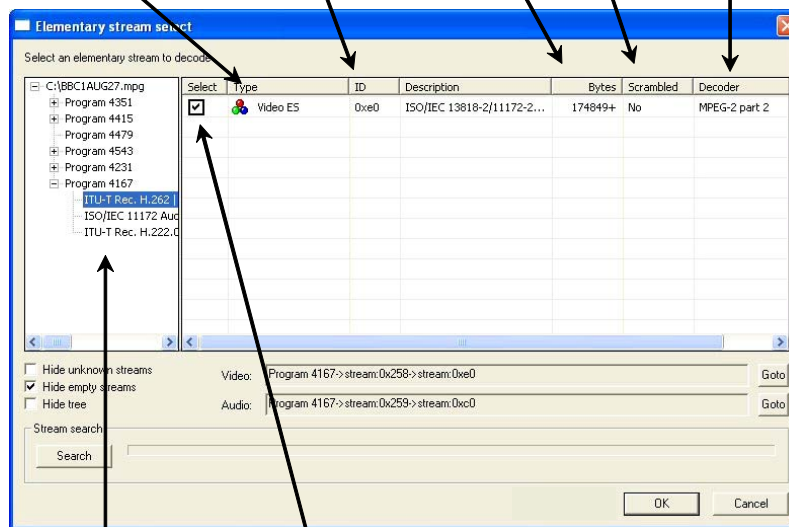 Elementary stream select
Select an elementary stream to decode
C:\BBC1AUG27.mpg
Program 4351
Program 4415
Program 4479
Program 4543
Program 4231
Program 4167
ITU-T Rec. H.262 |
ISO/IEC 11172 Aud
ITU-T Rec. H.222.0
Select Type ID Description Bytes Scrambled Decoder
Video ES 0xe0 ISO/IEC 13818-2/11172-2... 174849+ No MPEG-2 part 2
Hide unknown streams
Hide empty streams
Hide tree
Video: Program 4167->stream:0x258->stream:0xe0 Goto
Audio: Program 4167->stream:0x259->stream:0xc0 Goto
Stream search
Search
OK Cancel